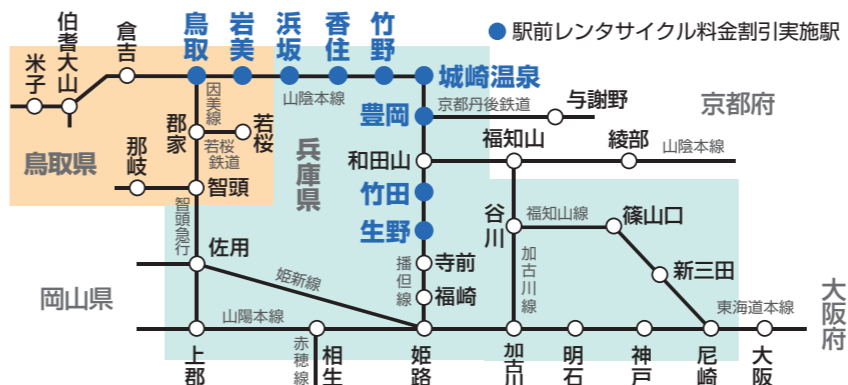 ● 駅前レンタサイクル料金割引実施駅
米子
伯耆大山
倉吉
鳥取
岩美
浜坂
香住
竹野
城崎温泉
因美線
山陰本線
京都丹後鉄道
与謝野
京都府
豊岡
郡家
若桜
若桜
鉄道
兵庫県
鳥取県
那岐
智頭
和田山
福知山
綾部
山陰本線
竹田
生野
谷川
福知山線
篠山口
智頭急行
佐用
姫新線
播但線
寺前
加古川線
新三田
福崎
岡山県
山陽本線
東海道本線
大阪府
上郡
赤穂線
相生
姫路
加古川
明石
神戸
尼崎
大阪